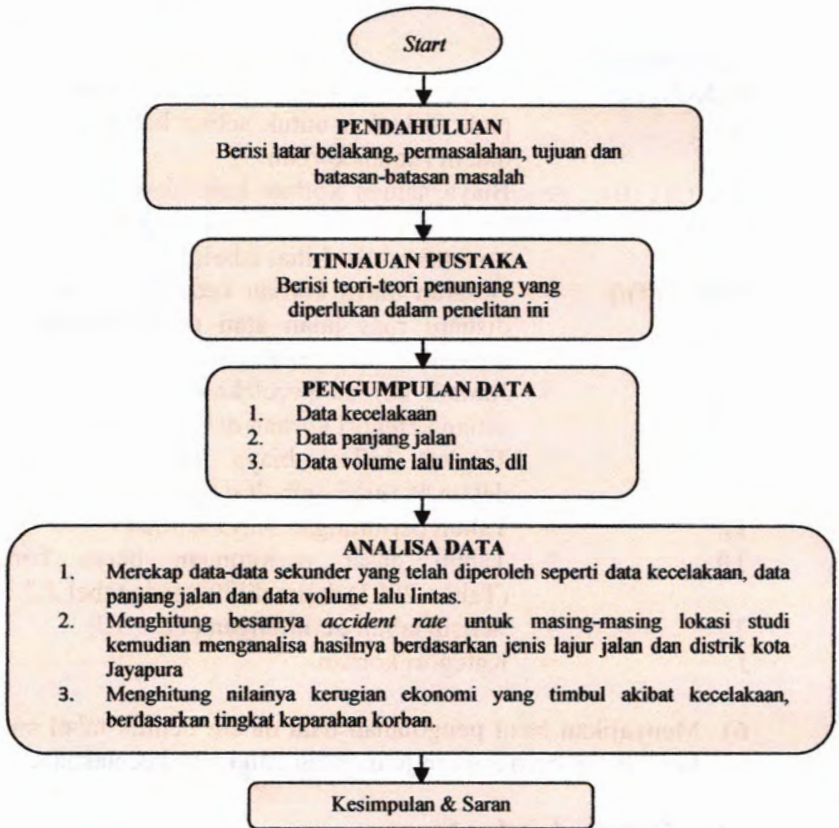 Start
PENDAHULUAN
Berisi latar belakang, permasalahan, tujuan dan
batasan-batasan masalah
TINJAUAN PUSTAKA
Berisi teori-teori penunjang yang
diperlukan dalam penelitan ini
PENGUMPULAN DATA
1. Data kecelakaan
2. Data panjang jalan
3. Data volume lalu lintas, dll
ANALISA DATA
1. Merekap data-data sekunder yang telah diperoleh seperti data kecelakaan, data
panjang jalan dan data volume lalu lintas.
2. Menghitung besarnya accident rate untuk masing-masing lokasi studi
kemudian menganalisa hasilnya berdasarkan jenis lajur jalan dan distrik kota
Jayapura
3. Menghitung nilainya kerugian ekonomi yang timbul akibat kecelakaan,
berdasarkan tingkat keparahan korban.
Kesimpulan & Saran